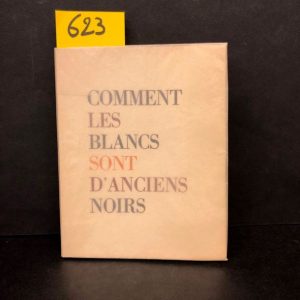 623
COMMENT
LES
BLANCS
SONT
D'ANCIENS
NOIRS